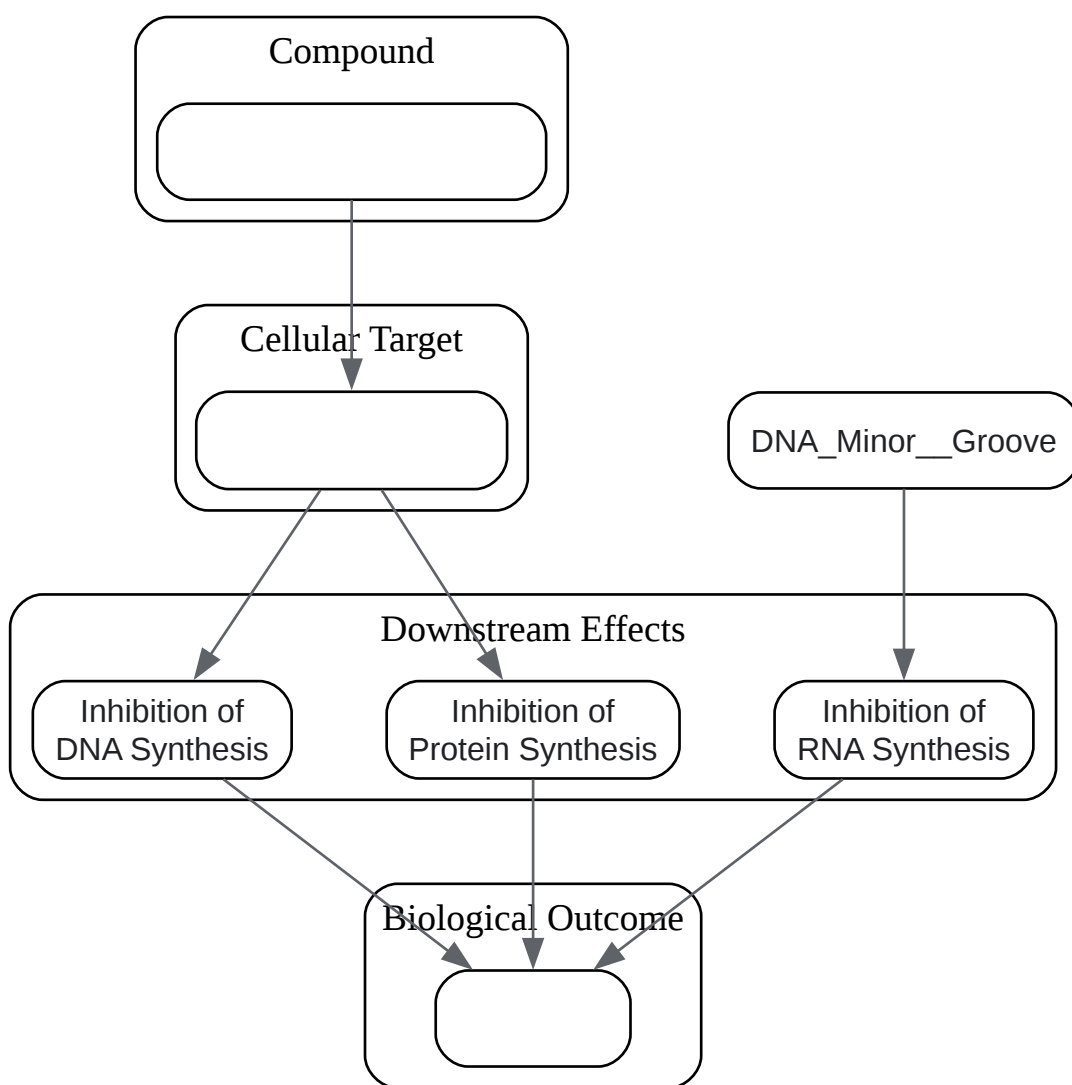 Compound
Cellular Target
DNA_Minor__Groove
Downstream Effects
Inhibition of
DNA Synthesis
Inhibition of
Protein Synthesis
Inhibition of
RNA Synthesis
Biological Outcome